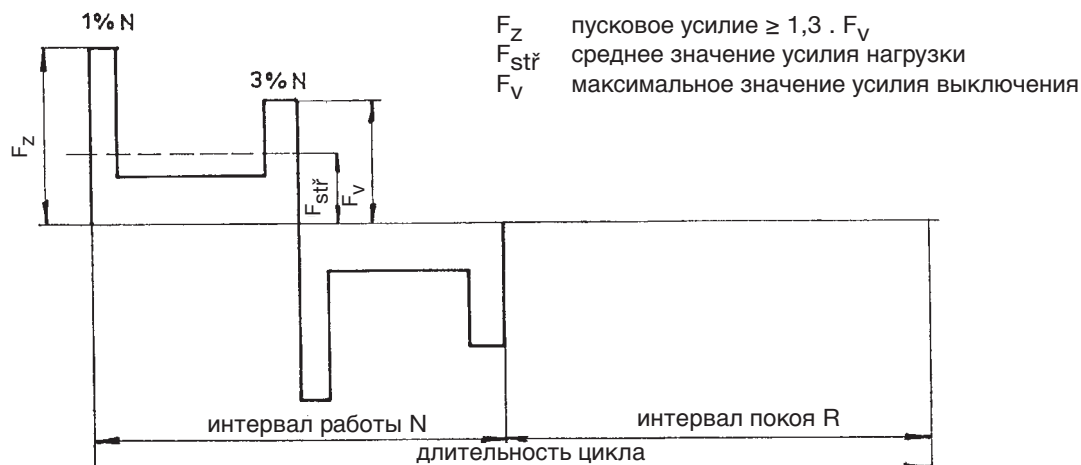 1% N
F_Z пусковое усилие ≥ 1,3 . F_V
F_stř среднее значение усилия нагрузки
3% N
F_V максимальное значение усилия выключения
F_Z
F_stř
F_V
интервал работы N
интервал покоя R
длительность цикла